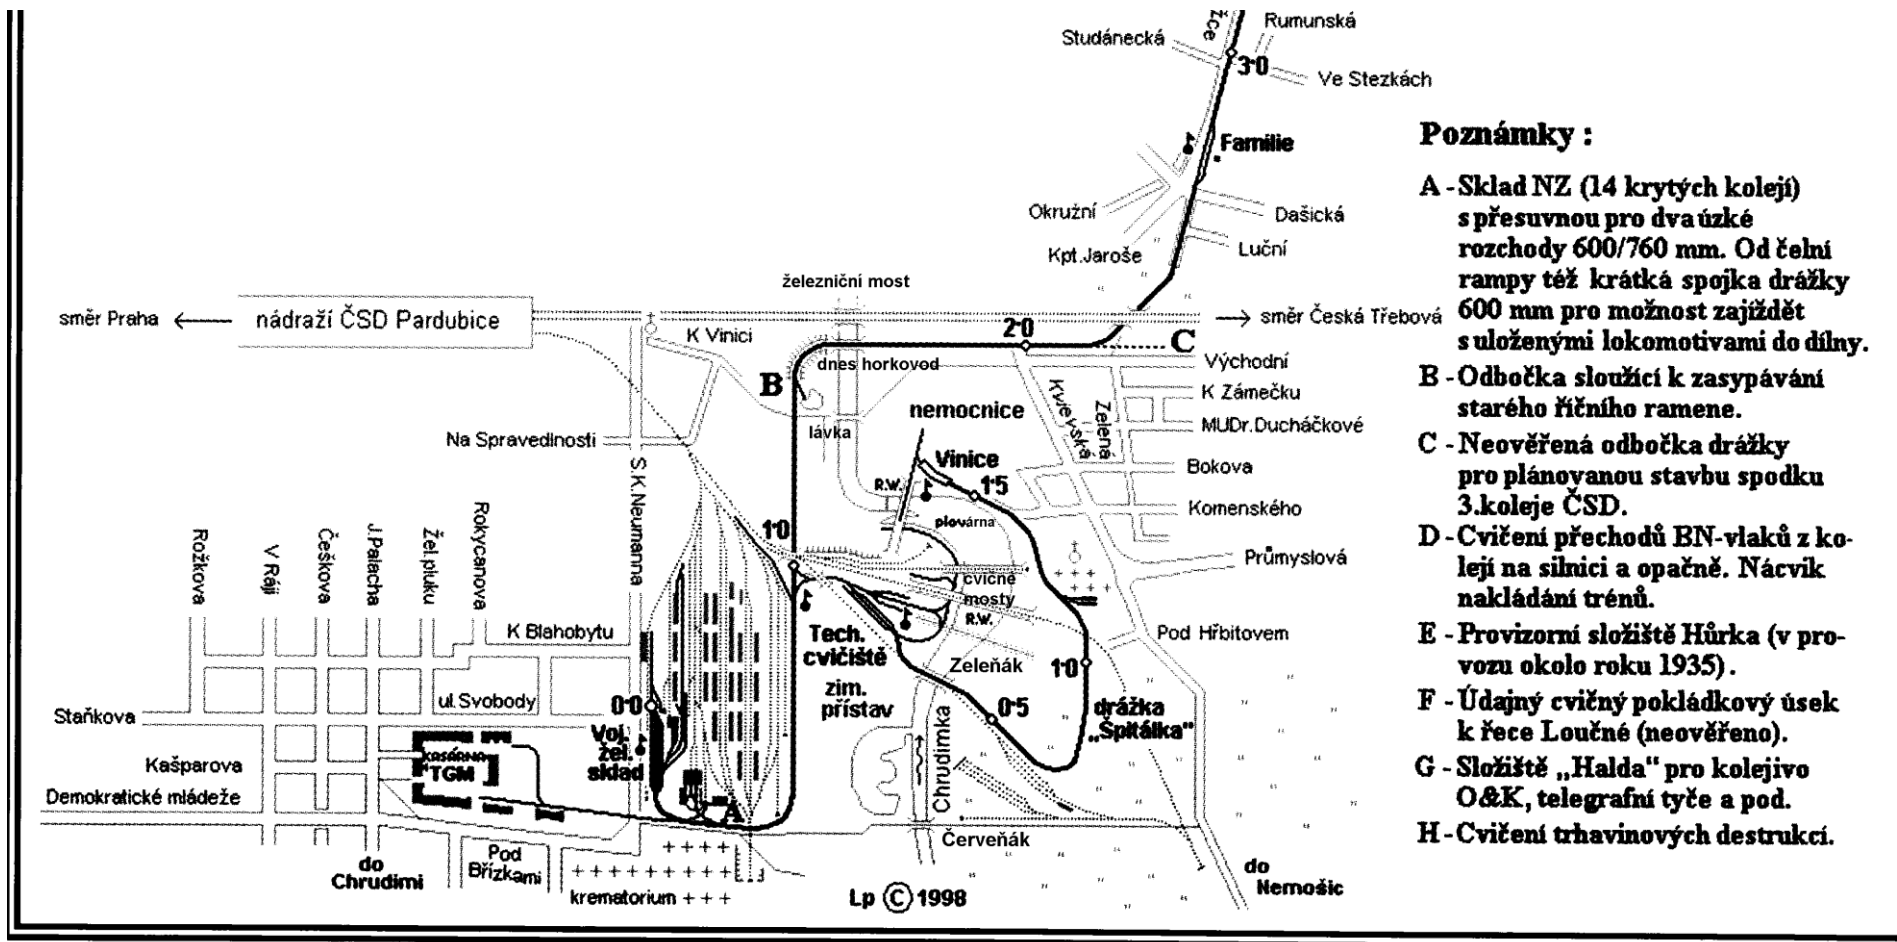 žce
Rumunská
Studánecká
3·0
Ve Stezkách
Familie
Okružní
Dašická
Kpt.Jaroše
Luční
železniční most
směr Praha
nádraží ČSD Pardubice
K Vinici
2·0
směr Česká Třebová
C
dnes horkovod
Východní
B
K Zámečku
nemocnice
Kyjevská
Zelená
MUDr.Ducháčkové
lávka
Na Spravedlnosti
Vinice
Bokova
S.K.Neumanna
R.W.
1·5
Komenského
plovárna
1·0
Rožkova
V Ráji
Češkova
J.Palacha
Žel.pluku
Rokycanova
Průmyslová
cvičné
mosty
R.W.
K Blahobytu
Tech.
cvičiště
Pod Hřbitovem
Zeleňák
1·0
zim.
přístav
ul.Svobody
0·0
0·5
drážka
„Špitálka“
Staňkova
Voj.
žel.
sklad
KASÁRNA
TGM
Kašparova
Chrudimka
Demokratické mládeže
A
Červeňák
Pod
Břízkami
do
Chrudimi
krematorium
do
Nemošic
Lp © 1998
Poznámky :
A - Sklad NZ (14 krytých kolejí)
s přesuvnou pro dva úzké
rozchody 600/760 mm. Od čelní
rampy též krátká spojka drážky
600 mm pro možnost zajíždět
s uloženými lokomotivami do dílny.
B - Odbočka sloužící k zasypávání
starého říčního ramene.
C - Neověřená odbočka drážky
pro plánovanou stavbu spodku
3.koleje ČSD.
D - Cvičení přechodů BN-vlaků z ko-
lejí na silnici a opačně. Nácvik
nakládání trénů.
E - Provizorní složiště Hůrka (v pro-
vozu okolo roku 1935).
F - Údajný cvičný pokládkový úsek
k řece Loučné (neověřeno).
G - Složiště „Halda“ pro kolejivo
O&K, telegrafní tyče a pod.
H - Cvičení trhavinových destrukcí.